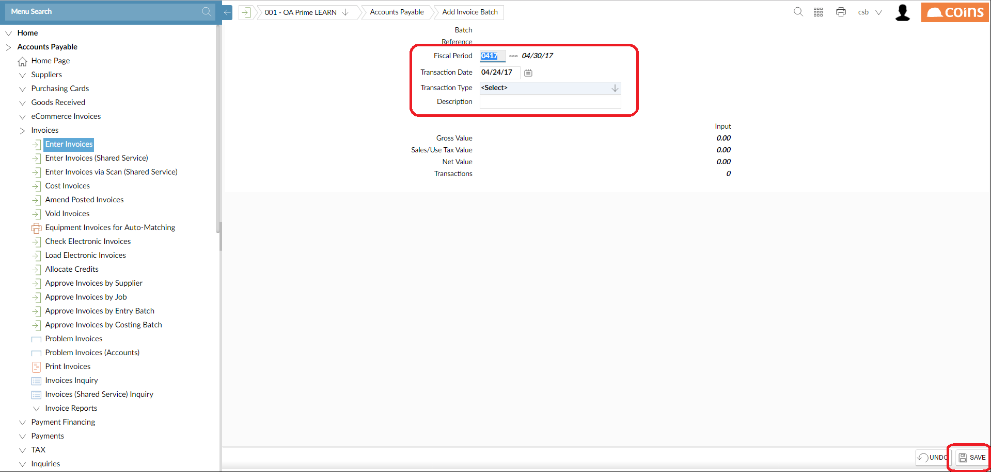 Menu Search
001 - OA Prime LEARN
Accounts Payable
Add Invoice Batch
csb
coins
Home
Accounts Payable
Home Page
Suppliers
Purchasing Cards
Goods Received
eCommerce Invoices
Invoices
Enter Invoices
Enter Invoices (Shared Service)
Enter Invoices via Scan (Shared Service)
Cost Invoices
Amend Posted Invoices
Void Invoices
Equipment Invoices for Auto-Matching
Check Electronic Invoices
Load Electronic Invoices
Allocate Credits
Approve Invoices by Supplier
Approve Invoices by Job
Approve Invoices by Entry Batch
Approve Invoices by Costing Batch
Problem Invoices
Problem Invoices (Accounts)
Print Invoices
Invoices Inquiry
Invoices (Shared Service) Inquiry
Invoice Reports
Payment Financing
Payments
TAX
Inquiries
Batch
Reference
Fiscal Period 0417 04/30/17
Transaction Date 04/24/17
Transaction Type <Select>
Description
Input
Gross Value 0.00
Sales/Use Tax Value 0.00
Net Value 0.00
Transactions 0
UNDO
SAVE